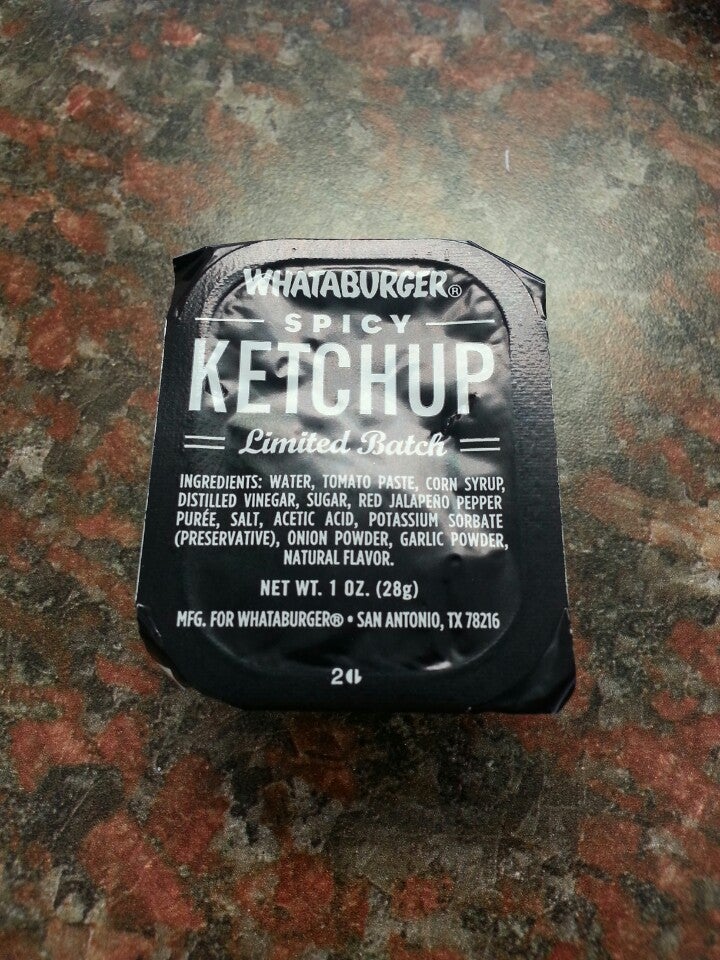 WHATABURGER®
SPICY
KETCHUP
Limited Batch
INGREDIENTS: WATER, TOMATO PASTE, CORN SYRUP,
DISTILLED VINEGAR, SUGAR, RED JALAPEÑO PEPPER
PURÉE, SALT, ACETIC ACID, POTASSIUM SORBATE
(PRESERVATIVE), ONION POWDER, GARLIC POWDER,
NATURAL FLAVOR.
NET WT. 1 OZ. (28g)
MFG. FOR WHATABURGER® • SAN ANTONIO, TX 78216